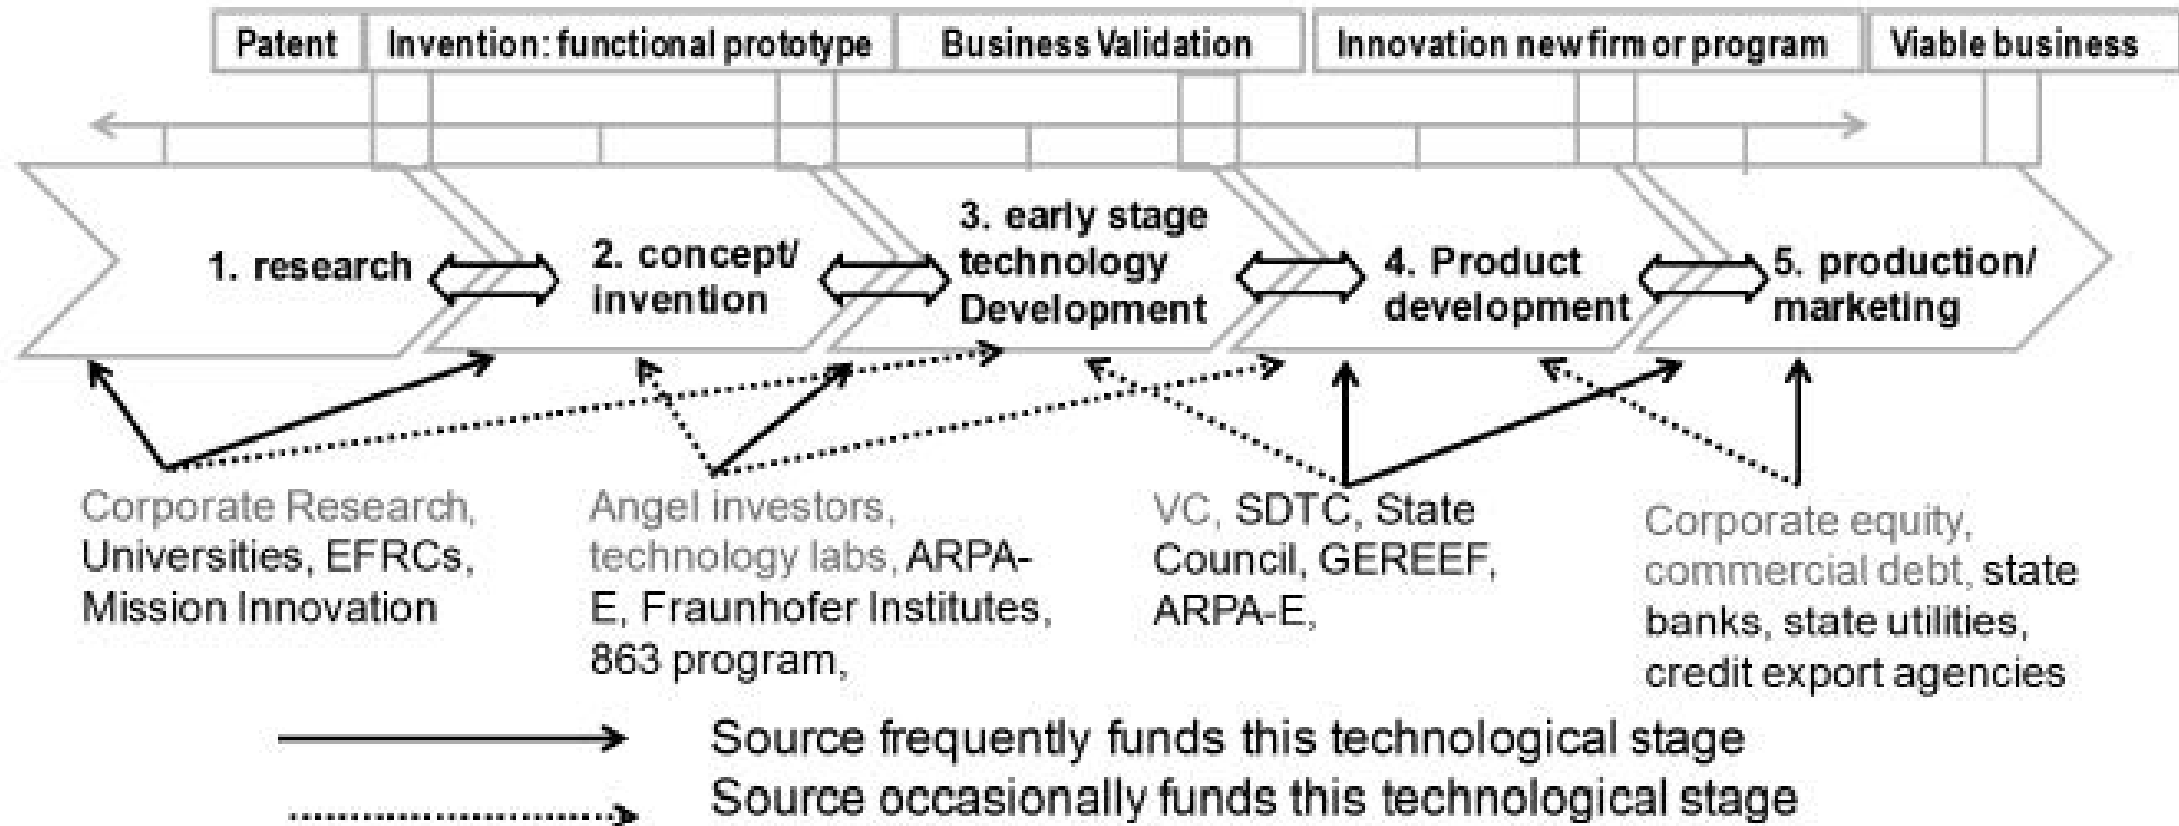 Patent
Invention: functional prototype
Business Validation
Innovation new firm or program
Viable business
1. research
2. concept/
invention
3. early stage
technology
Development
4. Product
development
5. production/
marketing
Corporate Research,
Universities, EFRCs,
Mission Innovation
Angel investors,
technology labs, ARPA-
E, Fraunhofer Institutes,
863 program,
VC, SDTC, State
Council, GEREEF,
ARPA-E,
Corporate equity,
commercial debt, state
banks, state utilities,
credit export agencies
Source frequently funds this technological stage
Source occasionally funds this technological stage